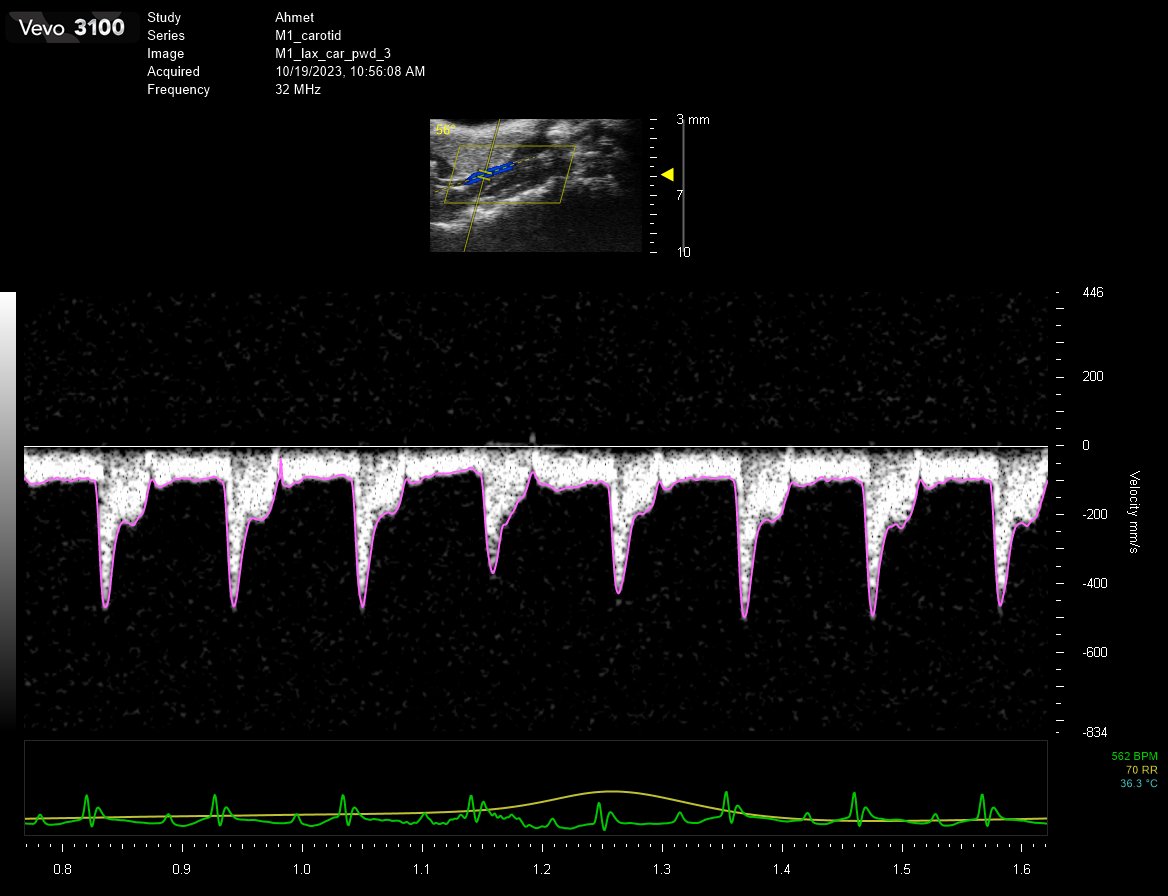 Vevo 3100
Study Ahmet
Series M1_carotid
Image M1_lax_car_pwd_3
Acquired 10/19/2023, 10:56:08 AM
Frequency 32 MHz
56°
3 mm
7
10
446
200
0
-200
-400
-600
-834
Velocity mm/s
562 BPM
70 RR
36.3 °C
0.8 0.9 1.0 1.1 1.2 1.3 1.4 1.5 1.6